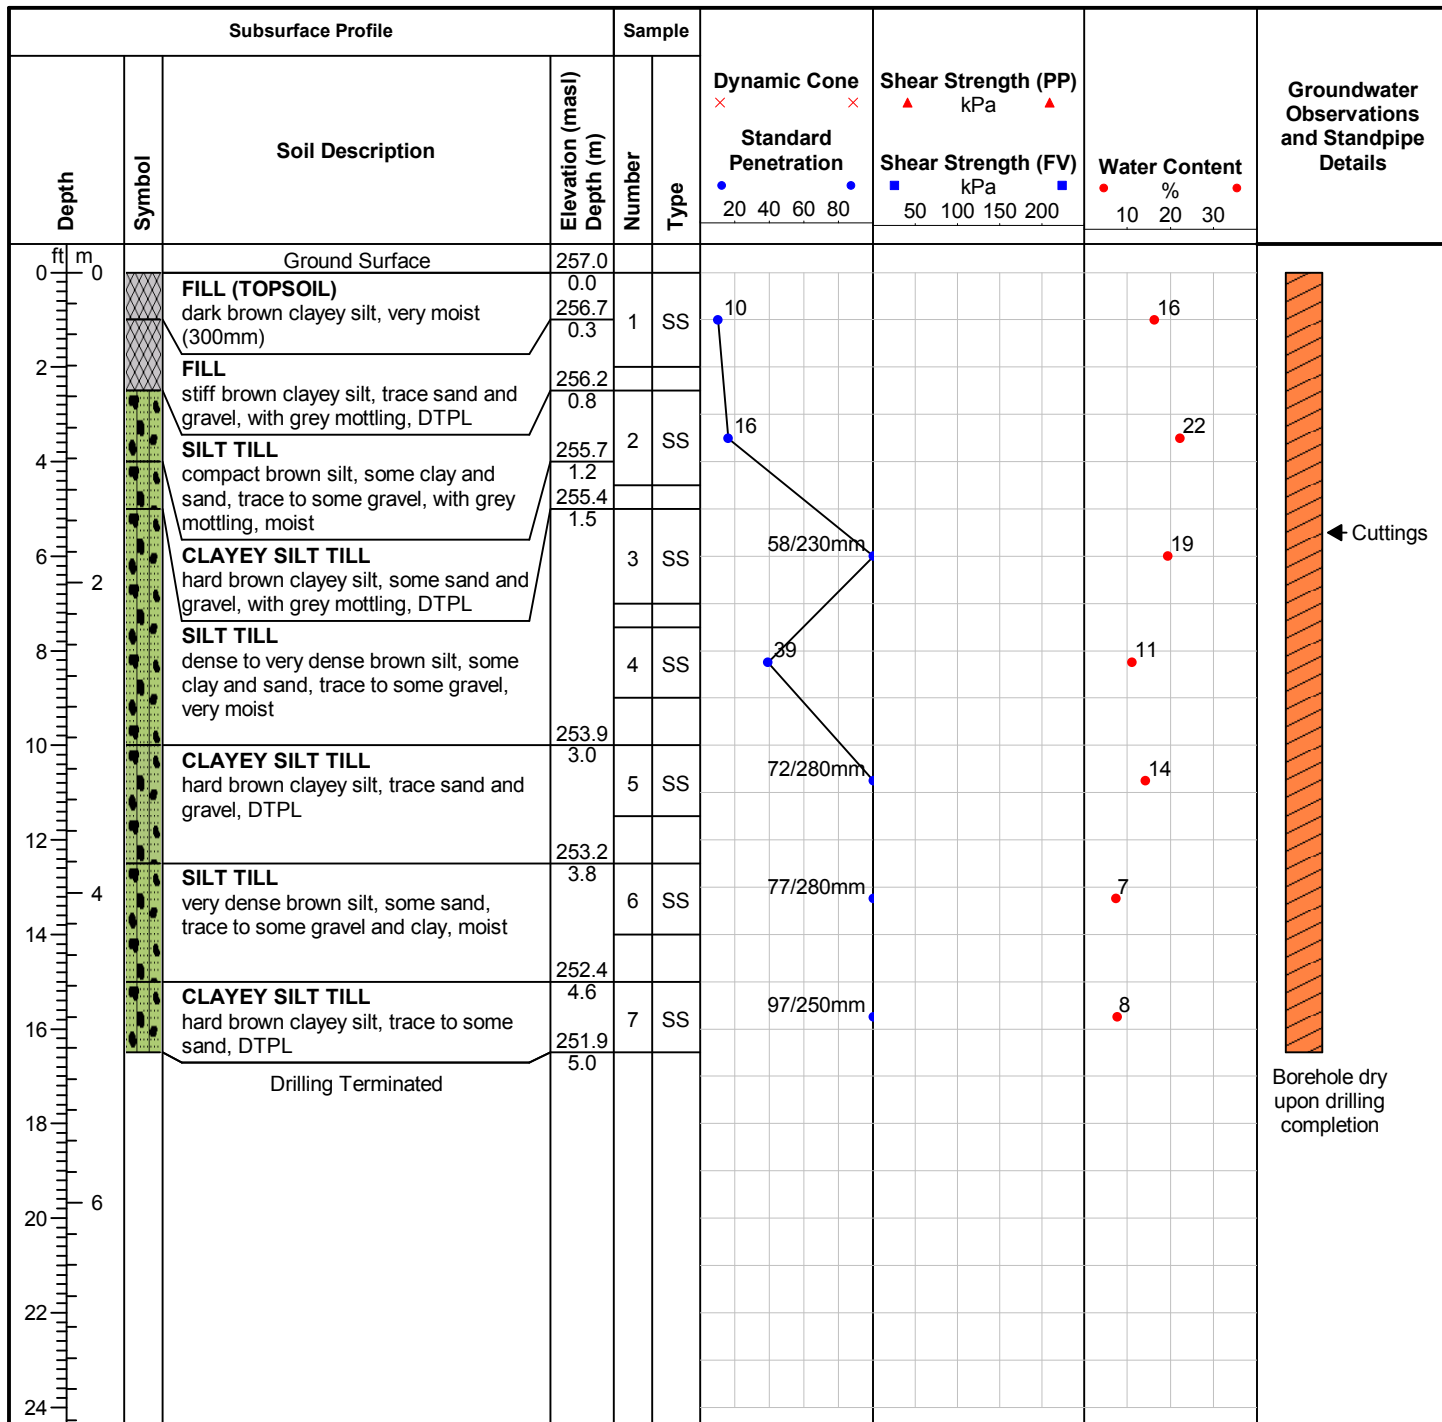 Subsurface Profile
Sample
Depth
Symbol
Soil Description
Elevation (masl)
Depth (m)
Number
Type
Dynamic Cone
Standard
Penetration
20 40 60 80
Shear Strength (PP)
kPa
Shear Strength (FV)
kPa
50 100 150 200
Water Content
%
10 20 30
Groundwater
Observations
and Standpipe
Details
ft m
0 0
2
4
6
2
8
10
12
4
14
16
18
6
20
22
24
Ground Surface
257.0
0.0
FILL (TOPSOIL)
dark brown clayey silt, very moist
(300mm)
256.7
0.3
FILL
stiff brown clayey silt, trace sand and
gravel, with grey mottling, DTPL
256.2
0.8
SILT TILL
compact brown silt, some clay and
sand, trace to some gravel, with grey
mottling, moist
255.7
1.2
CLAYEY SILT TILL
hard brown clayey silt, some sand and
gravel, with grey mottling, DTPL
255.4
1.5
SILT TILL
dense to very dense brown silt, some
clay and sand, trace to some gravel,
very moist
253.9
3.0
CLAYEY SILT TILL
hard brown clayey silt, trace sand and
gravel, DTPL
253.2
3.8
SILT TILL
very dense brown silt, some sand,
trace to some gravel and clay, moist
252.4
4.6
CLAYEY SILT TILL
hard brown clayey silt, trace to some
sand, DTPL
251.9
5.0
Drilling Terminated
1 SS 10 16
2 SS 16 22
3 SS 58/230mm 19
4 SS 39 11
5 SS 72/280mm 14
6 SS 77/280mm 7
7 SS 97/250mm 8
Cuttings
Borehole dry
upon drilling
completion